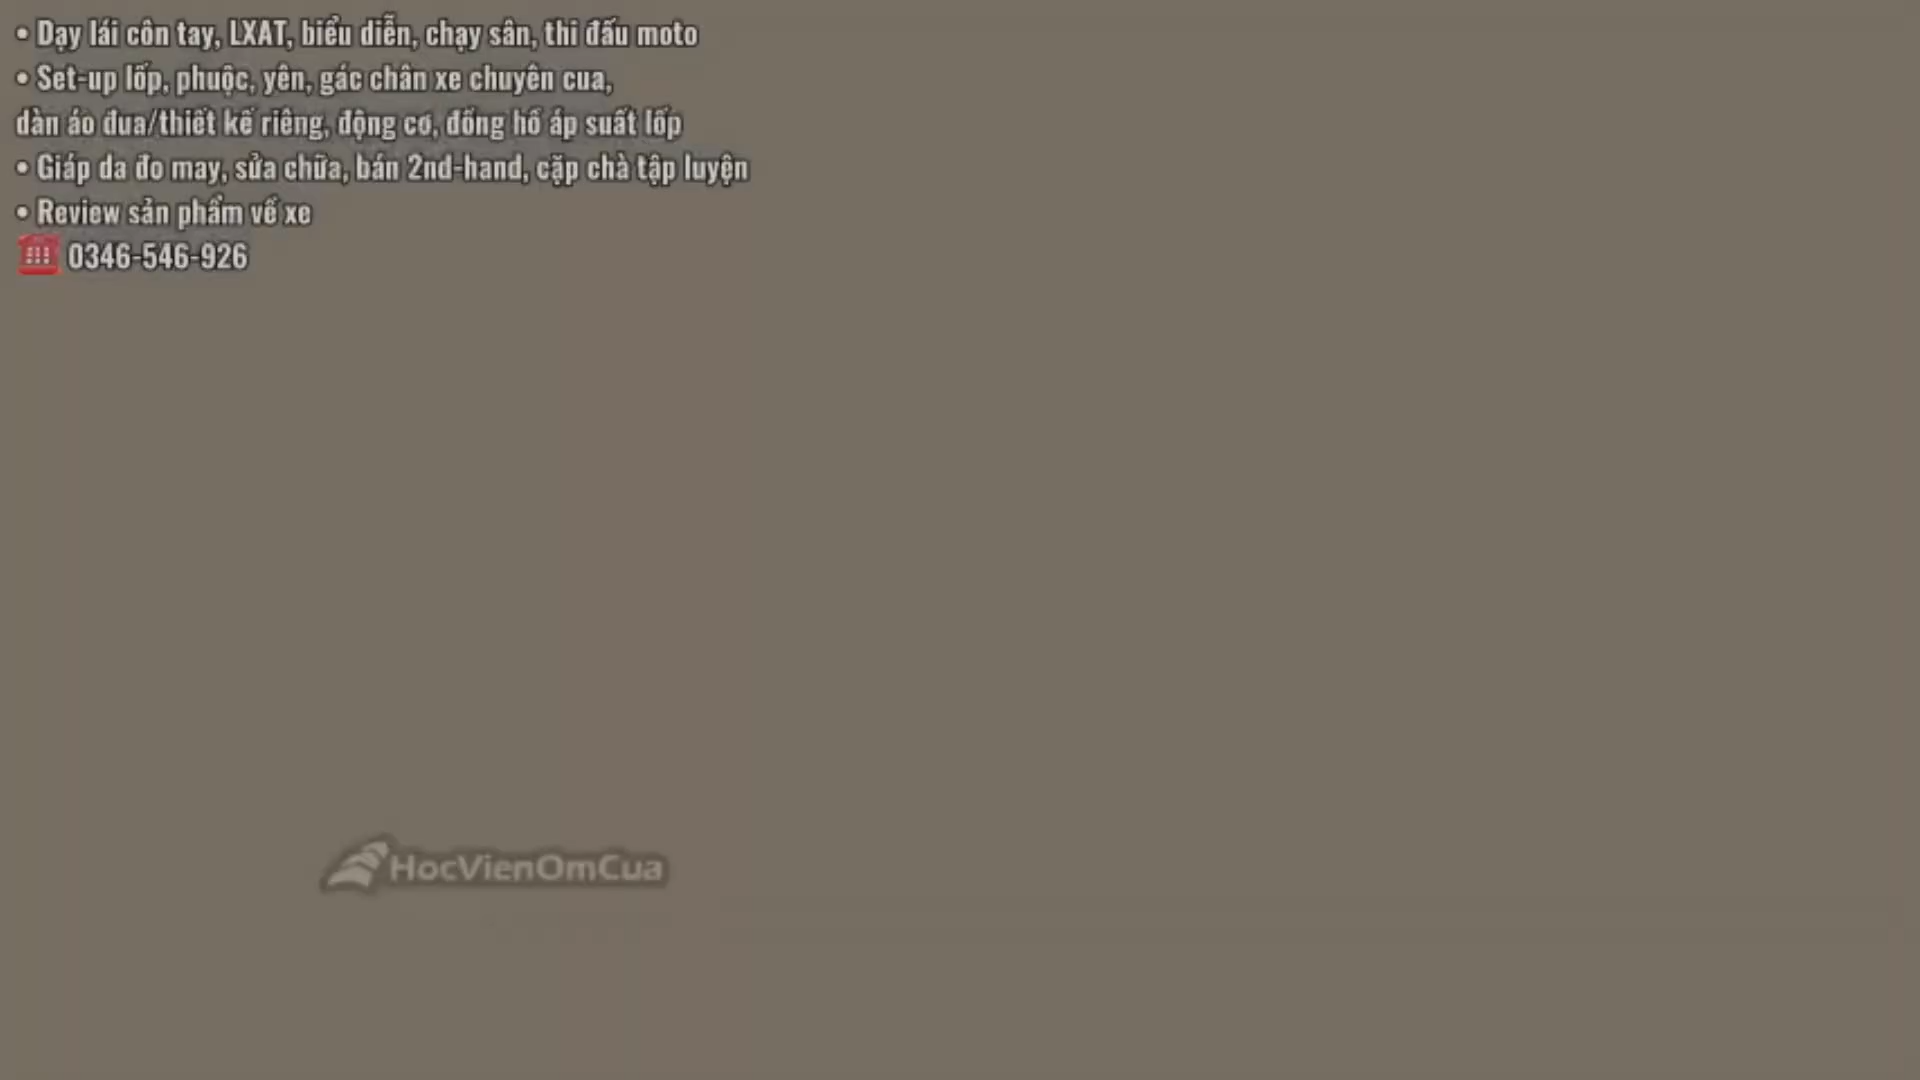 • Dạy lái côn tay, LXAT, biểu diễn, chạy sân, thi đấu moto
• Set-up lốp, phuộc, yên, gác chân xe chuyên cua,
dàn áo đua/thiết kế riêng, động cơ, đồng hồ áp suất lốp
• Giáp da đo may, sửa chữa, bán 2nd-hand, cặp chà tập luyện
• Review sản phẩm về xe
☎ 0346-546-926
HocVienOmCua